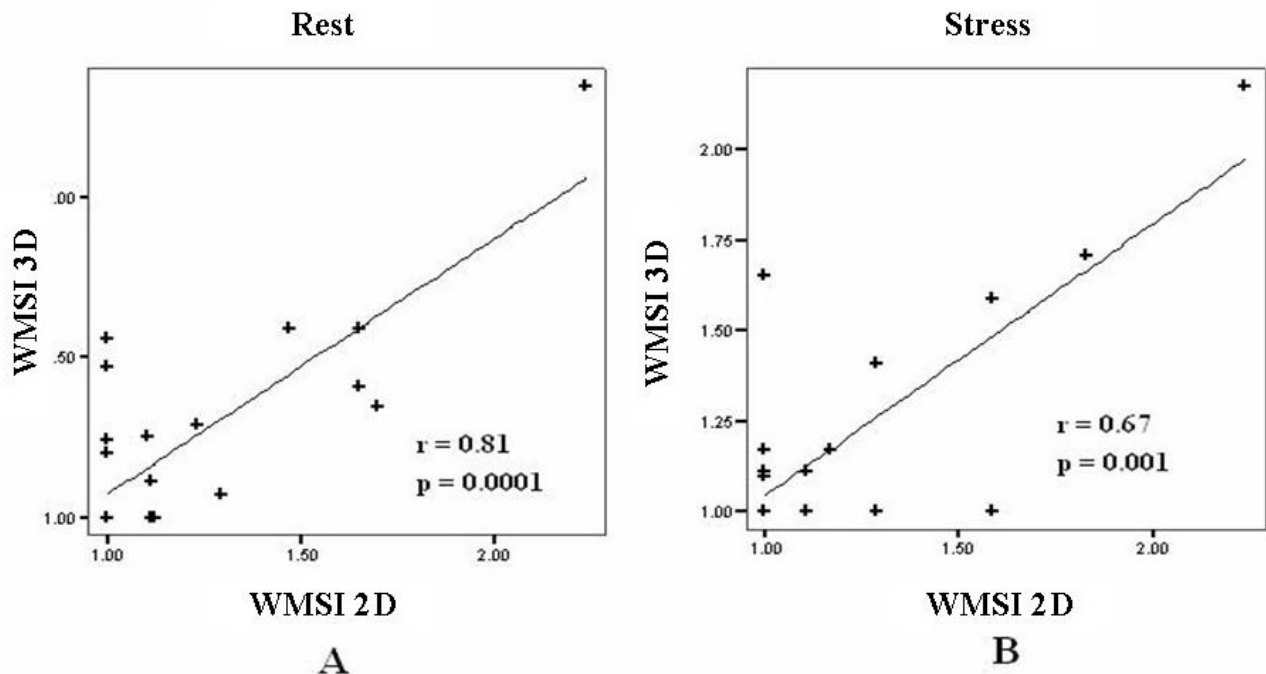 Rest
Stress
WMSI 3D
.00
.50
1.00
1.00
1.50
2.00
r = 0.81
p = 0.0001
WMSI 2D
A
WMSI 3D
2.00
1.75
1.50
1.25
1.00
1.00
1.50
2.00
r = 0.67
p = 0.001
WMSI 2D
B